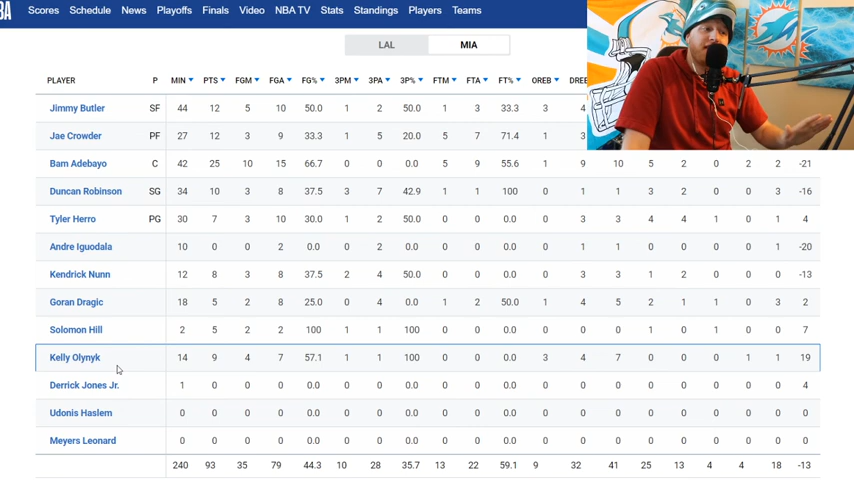 BA Scores Schedule News Playoffs Finals Video NBA TV Stats Standings Players Teams
LAL MIA
PLAYER P MIN PTS FGM FGA FG% 3PM 3PA 3P% FTM FTA FT% OREB DREB
Jimmy Butler SF 44 12 5 10 50.0 1 2 50.0 1 3 33.3 3 4
Jae Crowder PF 27 12 3 9 33.3 1 5 20.0 5 7 71.4 1 3
Bam Adebayo C 42 25 10 15 66.7 0 0 0.0 5 9 55.6 1 9 10 5 2 0 2 2 -21
Duncan Robinson SG 34 10 3 8 37.5 3 7 42.9 1 1 100 0 1 1 3 2 0 0 3 -16
Tyler Herro PG 30 7 3 10 30.0 1 2 50.0 0 0 0.0 0 3 3 4 4 1 0 1 4
Andre Iguodala 10 0 0 2 0.0 0 2 0.0 0 0 0.0 0 1 1 0 0 0 0 1 -20
Kendrick Nunn 12 8 3 8 37.5 2 4 50.0 0 0 0.0 0 3 3 1 2 0 0 0 -13
Goran Dragic 18 5 2 8 25.0 0 4 0.0 1 2 50.0 1 4 5 2 1 1 0 3 2
Solomon Hill 2 5 2 2 100 1 1 100 0 0 0.0 0 0 0 1 0 1 0 0 7
Kelly Olynyk 14 9 4 7 57.1 1 1 100 0 0 0.0 3 4 7 0 0 0 1 1 19
Derrick Jones Jr. 1 0 0 0 0.0 0 0 0.0 0 0 0.0 0 0 0 0 0 0 0 0 4
Udonis Haslem 0 0 0 0 0.0 0 0 0.0 0 0 0.0 0 0 0 0 0 0 0 0 0
Meyers Leonard 0 0 0 0 0.0 0 0 0.0 0 0 0.0 0 0 0 0 0 0 0 0 0
240 93 35 79 44.3 10 28 35.7 13 22 59.1 9 32 41 25 13 4 4 18 -13